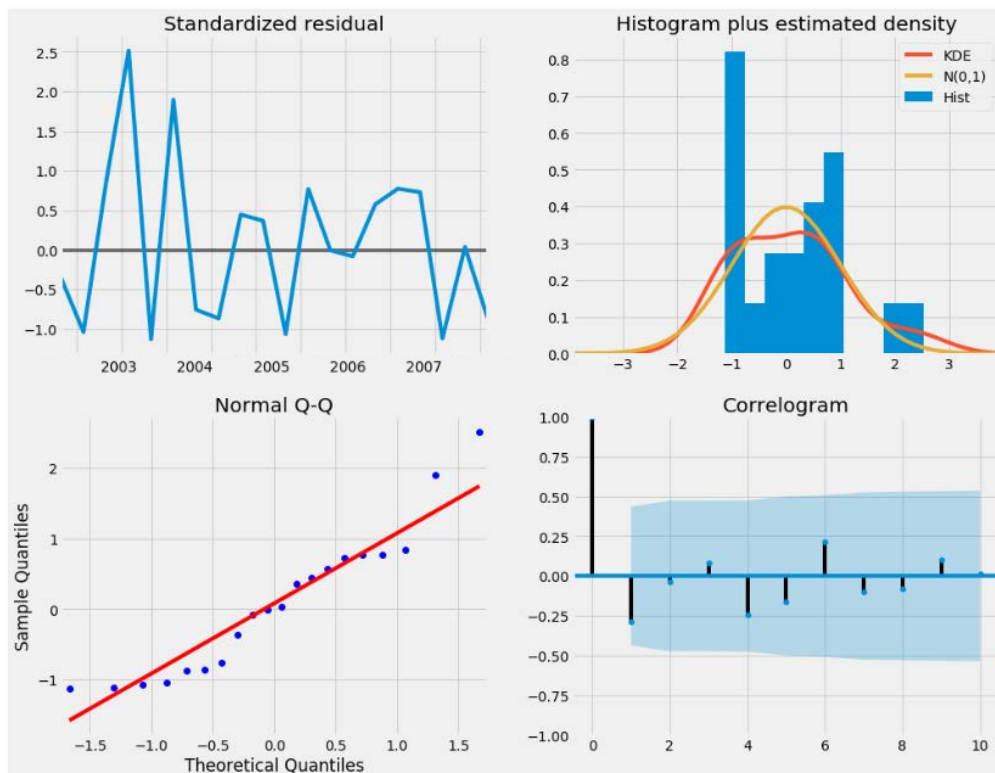 Standardized residual
2.5
2.0
1.5
1.0
0.5
0.0
−0.5
−1.0
2003 2004 2005 2006 2007
Histogram plus estimated density
KDE
N(0,1)
Hist
0.8
0.7
0.6
0.5
0.4
0.3
0.2
0.1
0.0
−3 −2 −1 0 1 2 3
Normal Q-Q
Sample Quantiles
2
1
0
−1
−1.5 −1.0 −0.5 0.0 0.5 1.0 1.5
Theoretical Quantiles
Correlogram
1.00
0.75
0.50
0.25
0.00
−0.25
−0.50
−0.75
−1.00
0 2 4 6 8 10